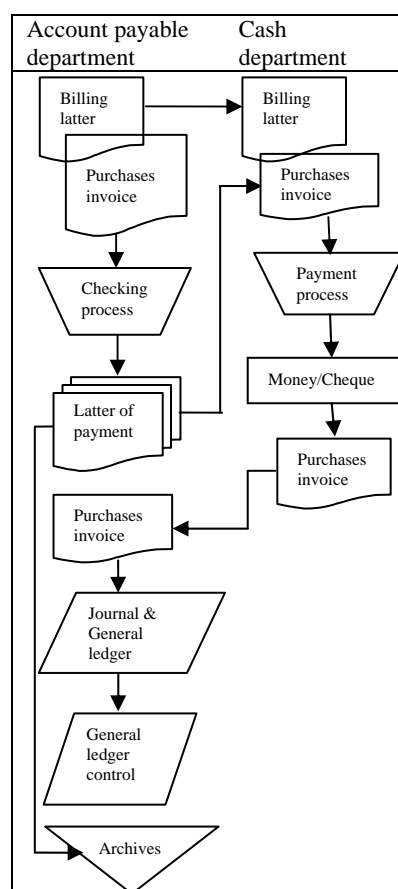 Account payable
department
Cash
department
Billing
latter
Billing
latter
Purchases
invoice
Purchases
invoice
Checking
process
Payment
process
Latter of
payment
Money/Cheque
Purchases
invoice
Purchases
invoice
Journal &
General
ledger
General
ledger
control
Archives